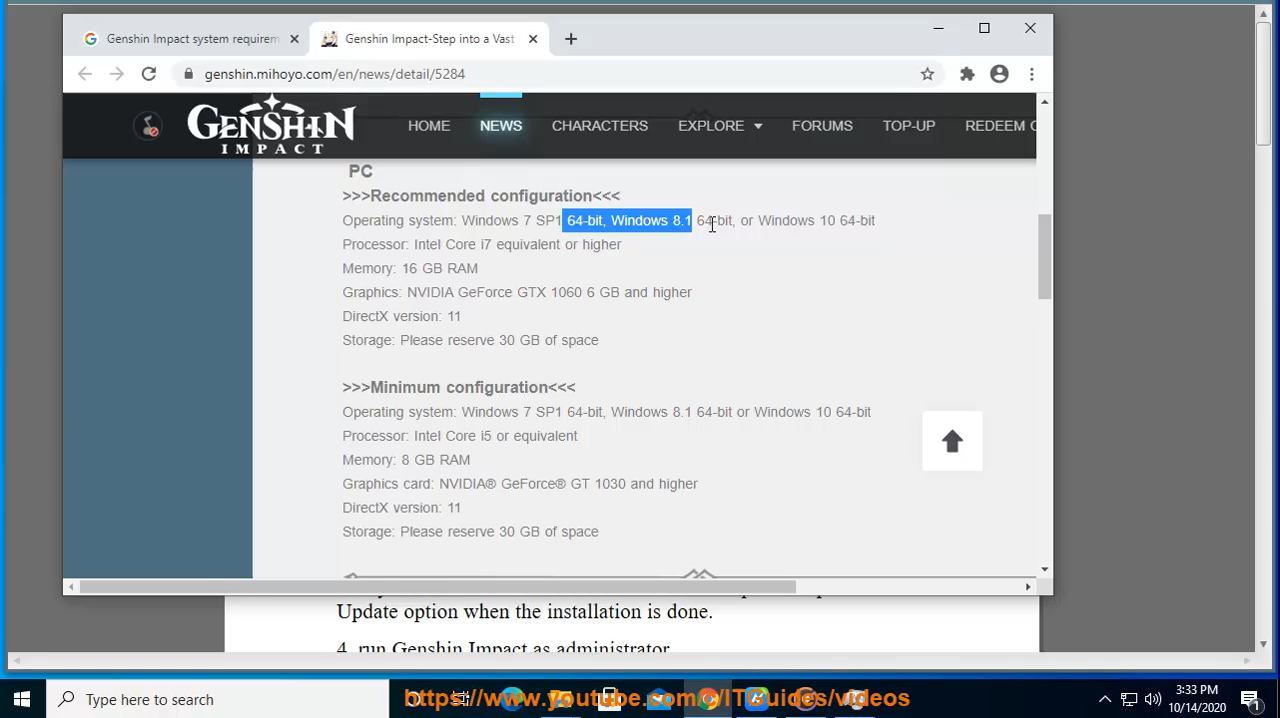 Genshin Impact system requirem
Genshin Impact-Step into a Vast
genshin.mihoyo.com/en/news/detail/5284
GENSHIN
IMPACT
HOME
NEWS
CHARACTERS
EXPLORE
FORUMS
TOP-UP
REDEEM C
PC
>>>Recommended configuration<<<
Operating system: Windows 7 SP1 64-bit, Windows 8.1 64-bit, or Windows 10 64-bit
Processor: Intel Core i7 equivalent or higher
Memory: 16 GB RAM
Graphics: NVIDIA GeForce GTX 1060 6 GB and higher
DirectX version: 11
Storage: Please reserve 30 GB of space
>>>Minimum configuration<<<
Operating system: Windows 7 SP1 64-bit, Windows 8.1 64-bit or Windows 10 64-bit
Processor: Intel Core i5 or equivalent
Memory: 8 GB RAM
Graphics card: NVIDIA® GeForce® GT 1030 and higher
DirectX version: 11
Storage: Please reserve 30 GB of space
Update option when the installation is done.
4. run Genshin Impact as administrator
Type here to search
https://www.youtube.com/c/ITGuides/videos
3:33 PM
10/14/2020
1